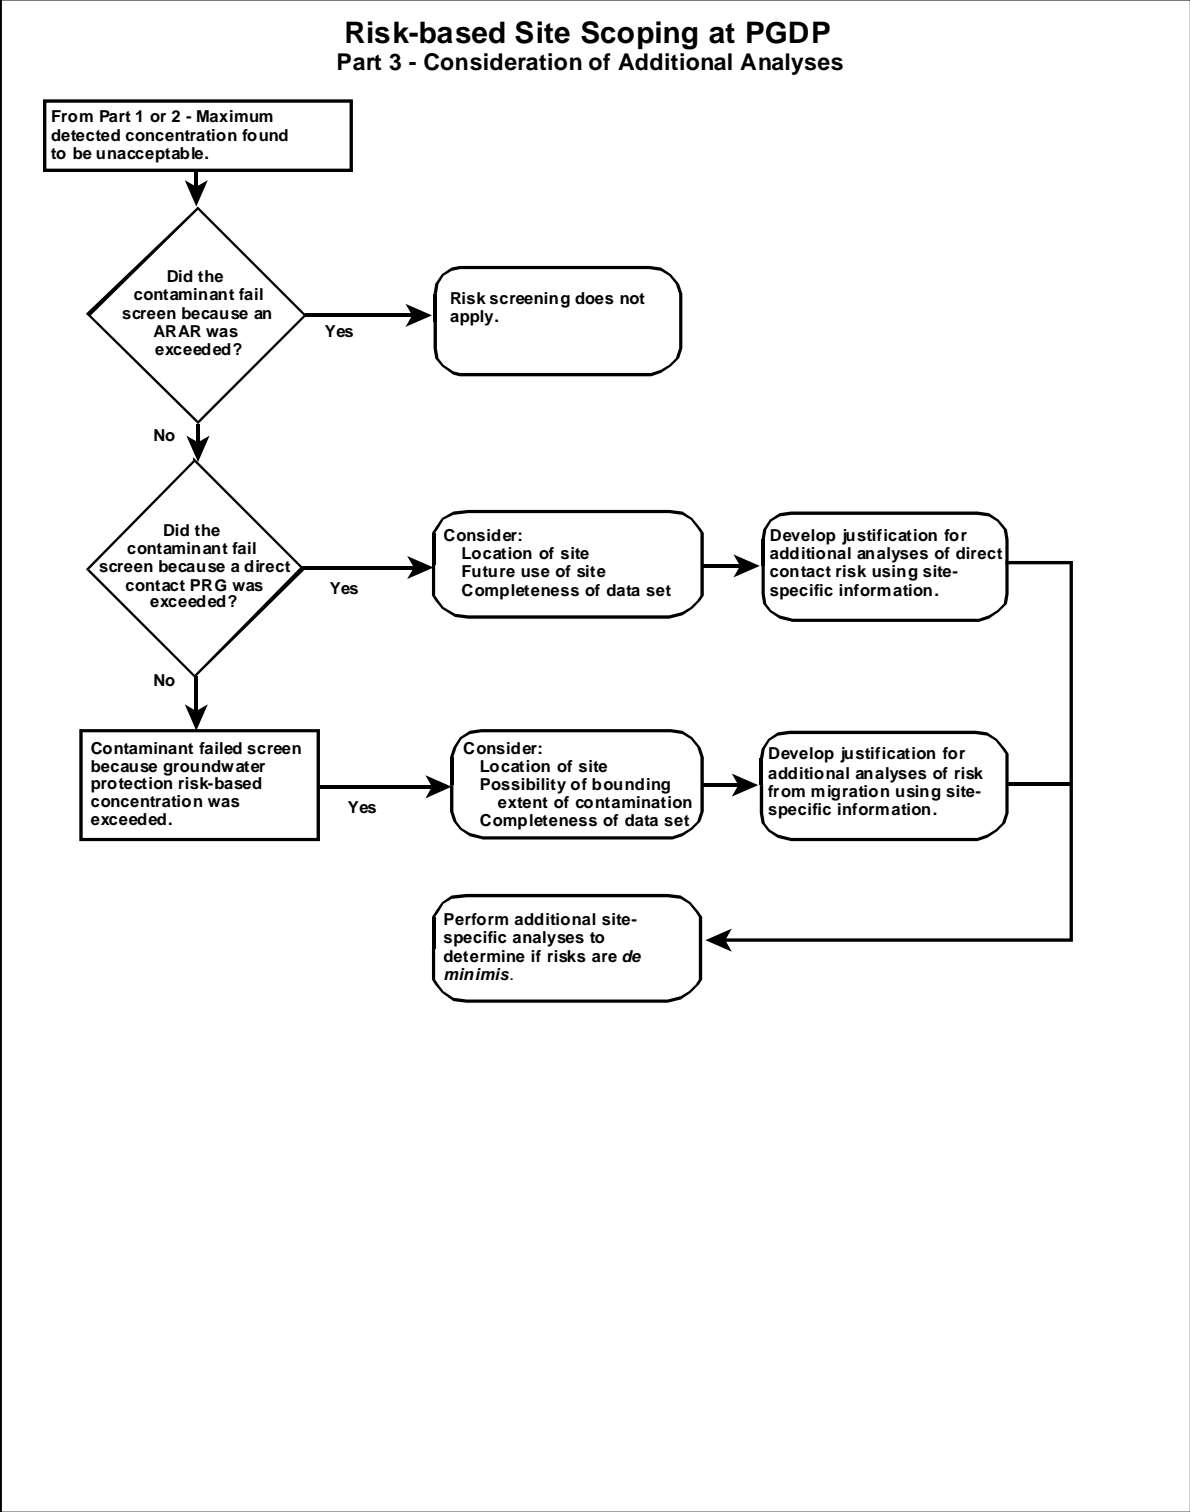 Risk-based Site Scoping at PGDP
Part 3 - Consideration of Additional Analyses
From Part 1 or 2 - Maximum
detected concentration found
to be unacceptable.
Did the
contaminant fail
screen because an
ARAR was
exceeded?
Yes
Risk screening does not
apply.
No
Did the
contaminant fail
screen because a direct
contact PRG was
exceeded?
Yes
Consider:
Location of site
Future use of site
Completeness of data set
Develop justification for
additional analyses of direct
contact risk using site-
specific information.
No
Contaminant failed screen
because groundwater
protection risk-based
concentration was
exceeded.
Yes
Consider:
Location of site
Possibility of bounding
extent of contamination
Completeness of data set
Develop justification for
additional analyses of risk
from migration using site-
specific information.
Perform additional site-
specific analyses to
determine if risks are de
minimis.